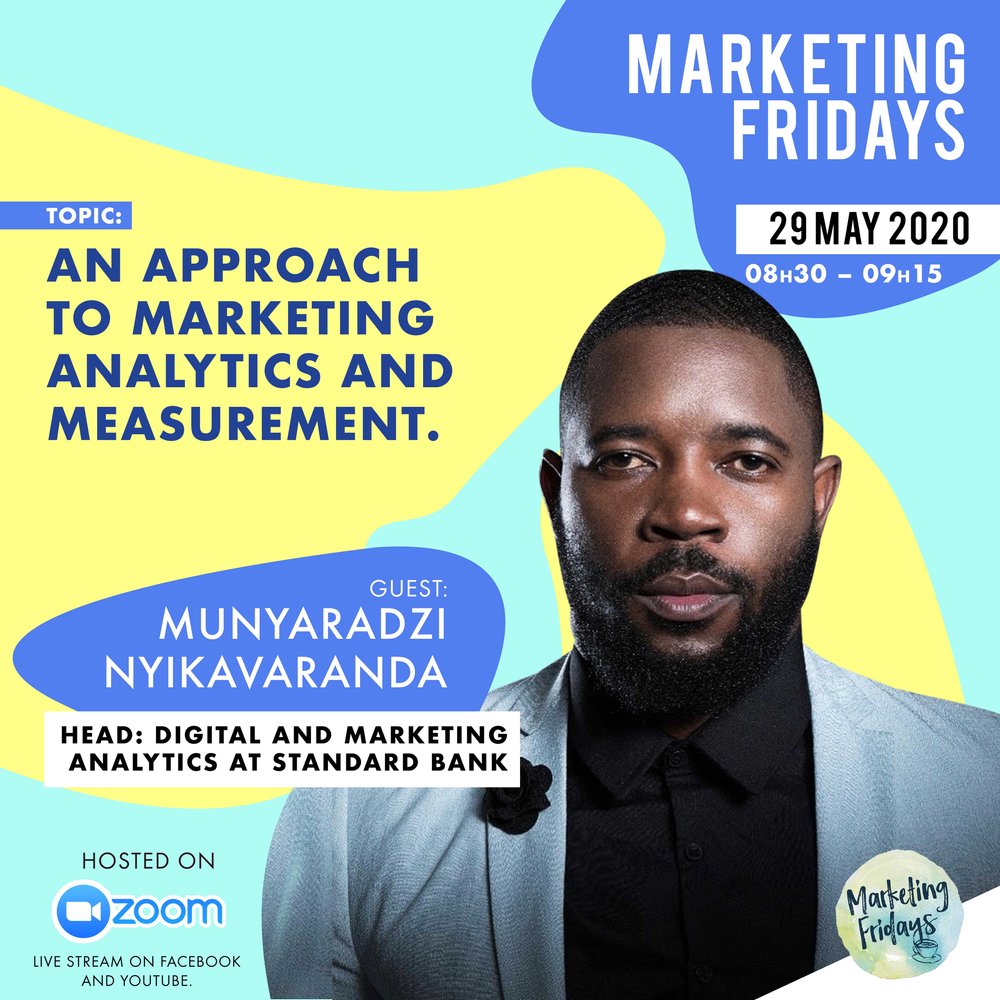 MARKETING
FRIDAYS
29 MAY 2020
08H30 – 09H15
TOPIC:
AN APPROACH
TO MARKETING
ANALYTICS AND
MEASUREMENT.
GUEST:
MUNYARADZI
NYIKAVARANDA
HEAD: DIGITAL AND MARKETING
ANALYTICS AT STANDARD BANK
HOSTED ON
zoom
LIVE STREAM ON FACEBOOK
AND YOUTUBE.
Marketing
Fridays